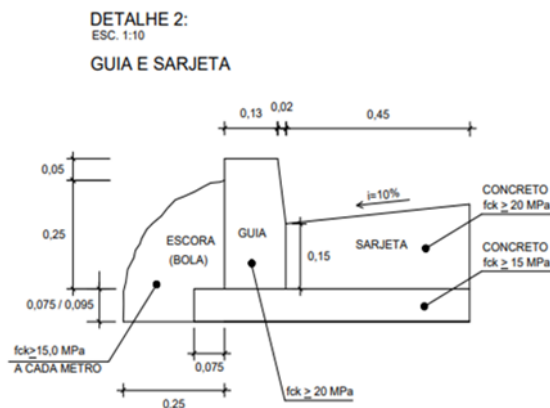 DETALHE 2:
ESC. 1:10
GUIA E SARJETA
0,13
0,02
0,45
0,05
0,25
0,075 / 0,095
i=10%
ESCORA
(BOLA)
GUIA
SARJETA
0,15
CONCRETO
fck ≥ 20 MPa
CONCRETO
fck ≥ 15 MPa
fck≥15,0 MPa
A CADA METRO
0,075
0,25
fck ≥ 20 MPa